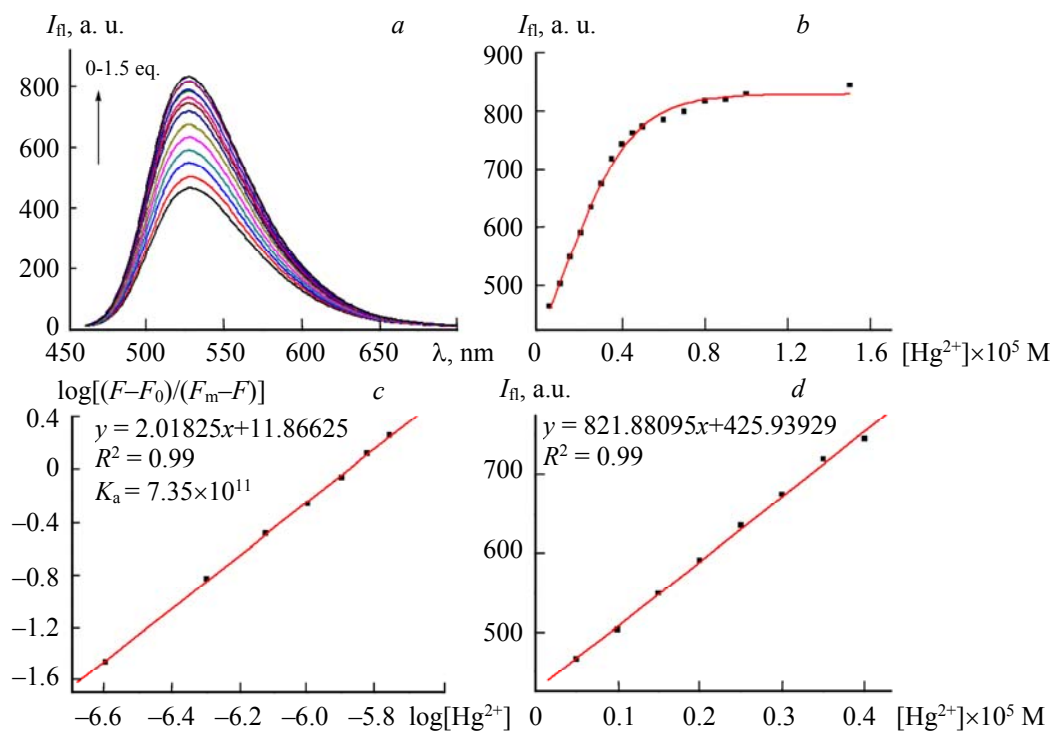 I_fl, a. u. a
0-1.5 eq.
800
600
400
200
0
450 500 550 600 650 λ, nm
I_fl, a. u. b
900
800
700
600
500
0 0.4 0.8 1.2 1.6 [Hg²⁺]×10⁵ M
log[(F–F₀)/(Fₘ–F)] c
y = 2.01825x+11.86625
R² = 0.99
Kₐ = 7.35×10¹¹
0.4
0
–0.4
–0.8
–1.2
–1.6
–6.6 –6.4 –6.2 –6.0 –5.8 log[Hg²⁺]
I_fl, a.u. d
y = 821.88095x+425.93929
R² = 0.99
700
600
500
0 0.1 0.2 0.3 0.4 [Hg²⁺]×10⁵ M